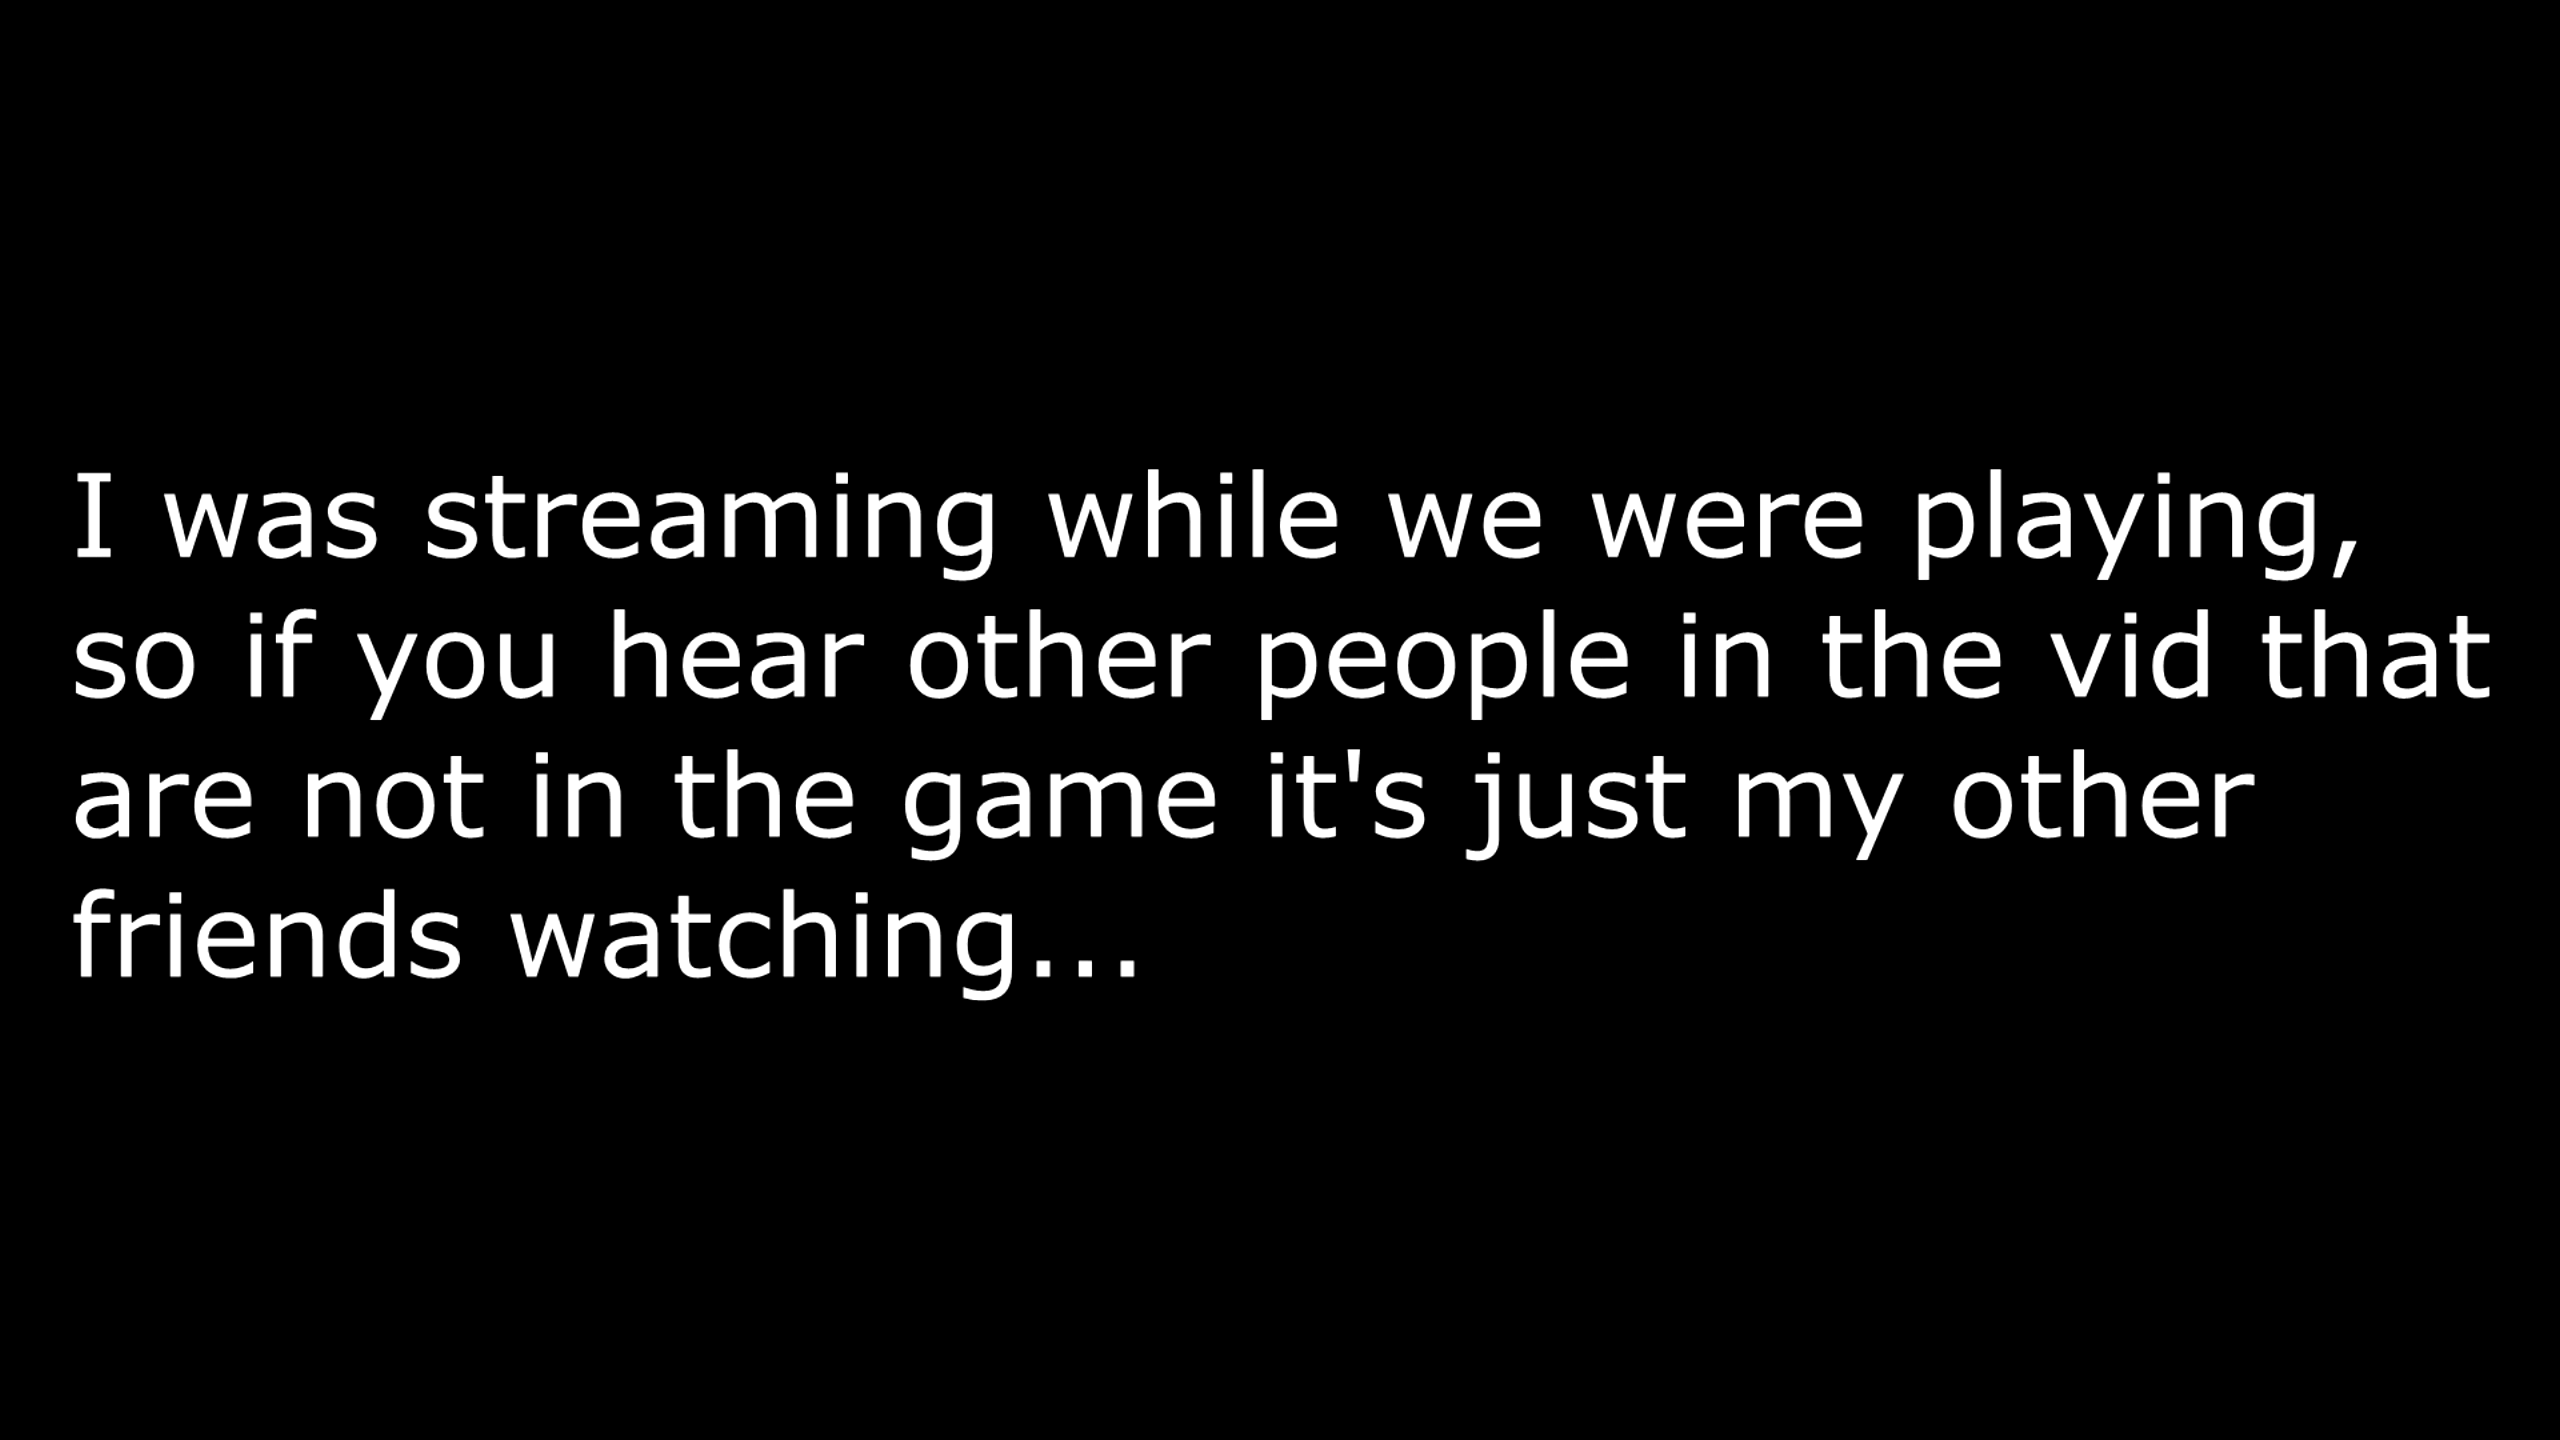 I was streaming while we were playing,
so if you hear other people in the vid that
are not in the game it's just my other
friends watching...